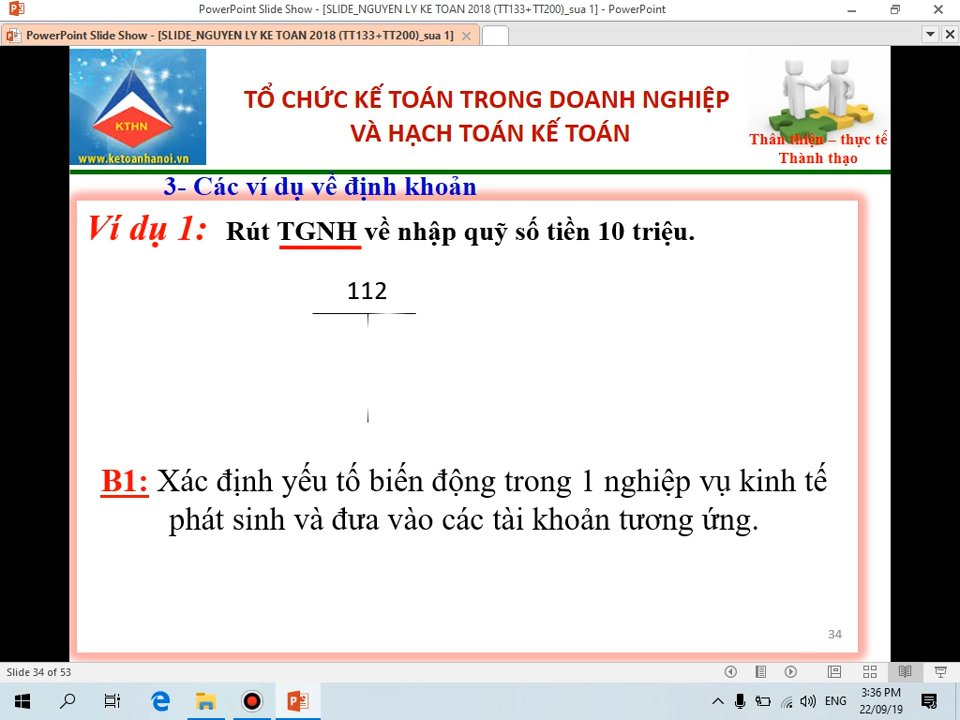 PowerPoint Slide Show - [SLIDE_NGUYEN LY KE TOAN 2018 (TT133+TT200)_sua 1] - PowerPoint
PowerPoint Slide Show - [SLIDE_NGUYEN LY KE TOAN 2018 (TT133+TT200)_sua 1]
KTHN
www.ketoanhanoi.vn
TỔ CHỨC KẾ TOÁN TRONG DOANH NGHIỆP
VÀ HẠCH TOÁN KẾ TOÁN
Thân thiện – thực tế
Thành thạo
3- Các ví dụ về định khoản
Ví dụ 1: Rút TGNH về nhập quỹ số tiền 10 triệu.
112
B1: Xác định yếu tố biến động trong 1 nghiệp vụ kinh tế
phát sinh và đưa vào các tài khoản tương ứng.
34
Slide 34 of 53
ENG
3:36 PM
22/09/19